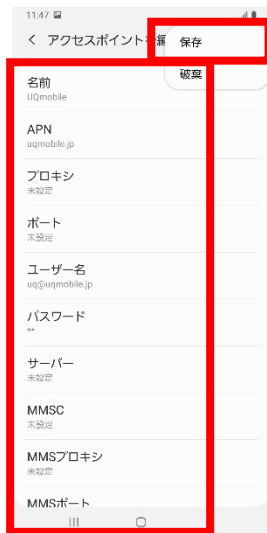 11:47
アクセスポイントを編
保存
破棄
名前
UQmobile
APN
uqmobile.jp
プロキシ
未設定
ポート
未設定
ユーザー名
uq@uqmobile.jp
パスワード
**
サーバー
未設定
MMSC
未設定
MMSプロキシ
未設定
MMSポート